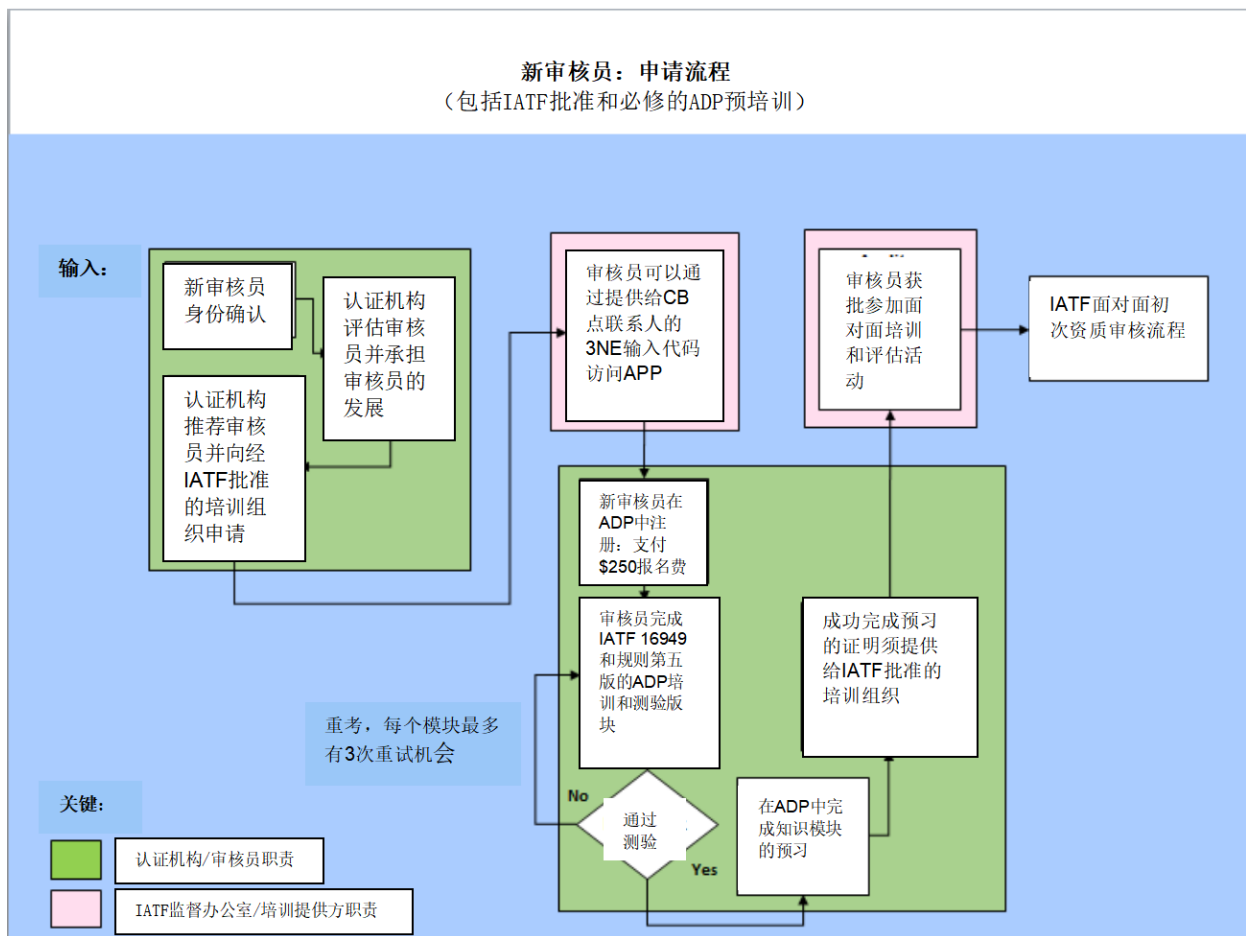 新审核员：申请流程
（包括IATF批准和必修的ADP预培训）
输入：
新审核员
身份确认
认证机构
评估审核
员并承担
审核员的
发展
认证机构
推荐审核
员并向经
IATF批准
的培训组
织申请
审核员可以通
过提供给CB
点联系人的
3NE输入代码
访问APP
新审核员在
ADP中注
册：支付
$250报名费
审核员完成
IATF 16949
和规则第五
版的ADP培
训和测验版
块
重考，每个模块最多
有3次重试机会
No
通过
测验
Yes
在ADP中完
成知识模块
的预习
成功完成预习
的证明须提供
给IATF批准的
培训组织
审核员获
批参加面
对面培训
和评估活
动
IATF面对面初
次资质审核流程
关键：
认证机构/审核员职责
IATF监督办公室/培训提供方职责